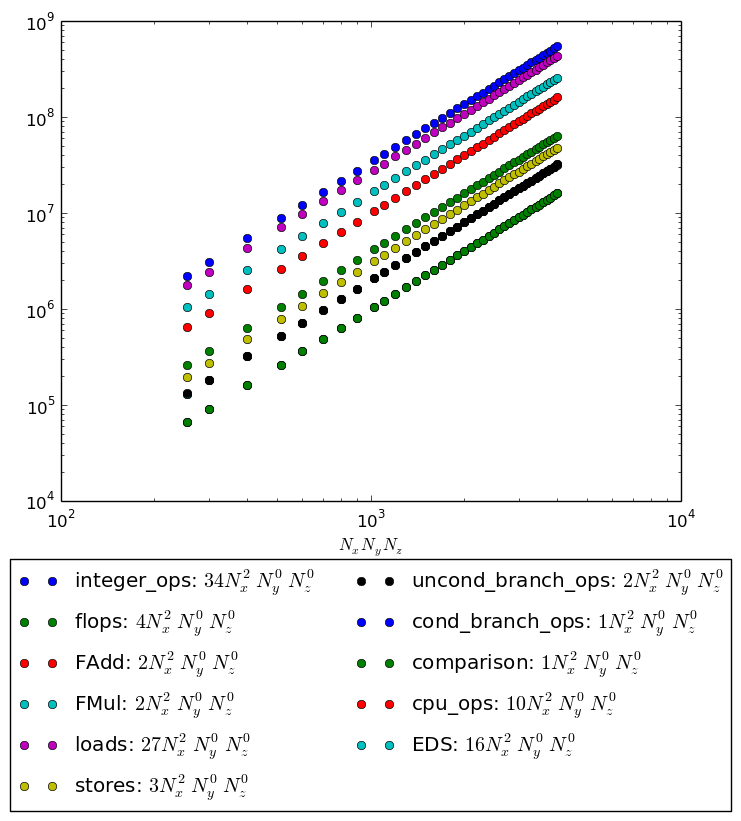 10^9
10^8
10^7
10^6
10^5
10^4
10^2 10^3 10^4
N_x N_y N_z
integer_ops: 34N_x^2 N_y^0 N_z^0
flops: 4N_x^2 N_y^0 N_z^0
FAdd: 2N_x^2 N_y^0 N_z^0
FMul: 2N_x^2 N_y^0 N_z^0
loads: 27N_x^2 N_y^0 N_z^0
stores: 3N_x^2 N_y^0 N_z^0
uncond_branch_ops: 2N_x^2 N_y^0 N_z^0
cond_branch_ops: 1N_x^2 N_y^0 N_z^0
comparison: 1N_x^2 N_y^0 N_z^0
cpu_ops: 10N_x^2 N_y^0 N_z^0
EDS: 16N_x^2 N_y^0 N_z^0